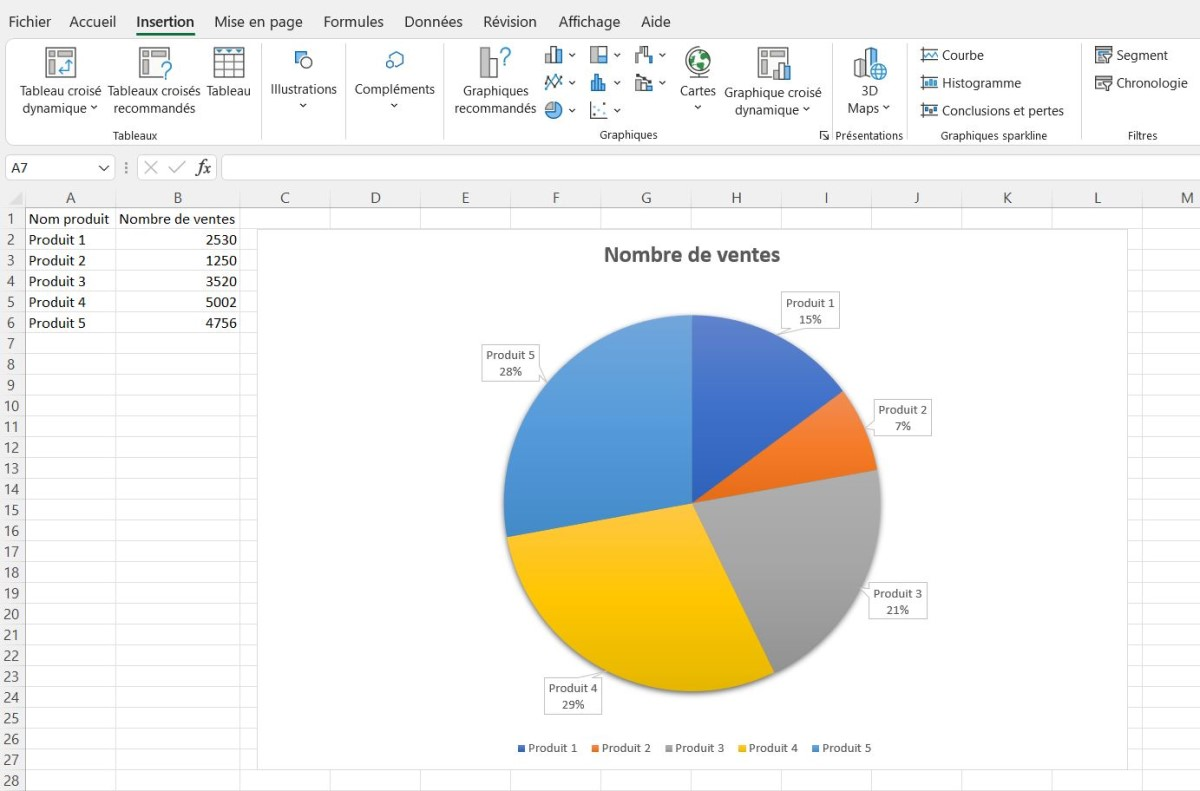 Fichier Accueil Insertion Mise en page Formules Données Révision Affichage Aide
Tableau croisé dynamique
Tableaux croisés recommandés
Tableau
Illustrations
Compléments
Graphiques recommandés
Cartes
Graphique croisé dynamique
3D Maps
Courbe
Histogramme
Conclusions et pertes
Segment
Chronologie
Tableaux
Graphiques
Présentations
Graphiques sparkline
Filtres
A7 fx
A B C D E F G H I J K L M
1 Nom produit Nombre de ventes
2 Produit 1 2530
3 Produit 2 1250
4 Produit 3 3520
5 Produit 4 5002
6 Produit 5 4756
7
8
9
10
11
12
13
14
15
16
17
18
19
20
21
22
23
24
25
26
27
28
Nombre de ventes
Produit 1
15%
Produit 5
28%
Produit 2
7%
Produit 3
21%
Produit 4
29%
Produit 1 Produit 2 Produit 3 Produit 4 Produit 5